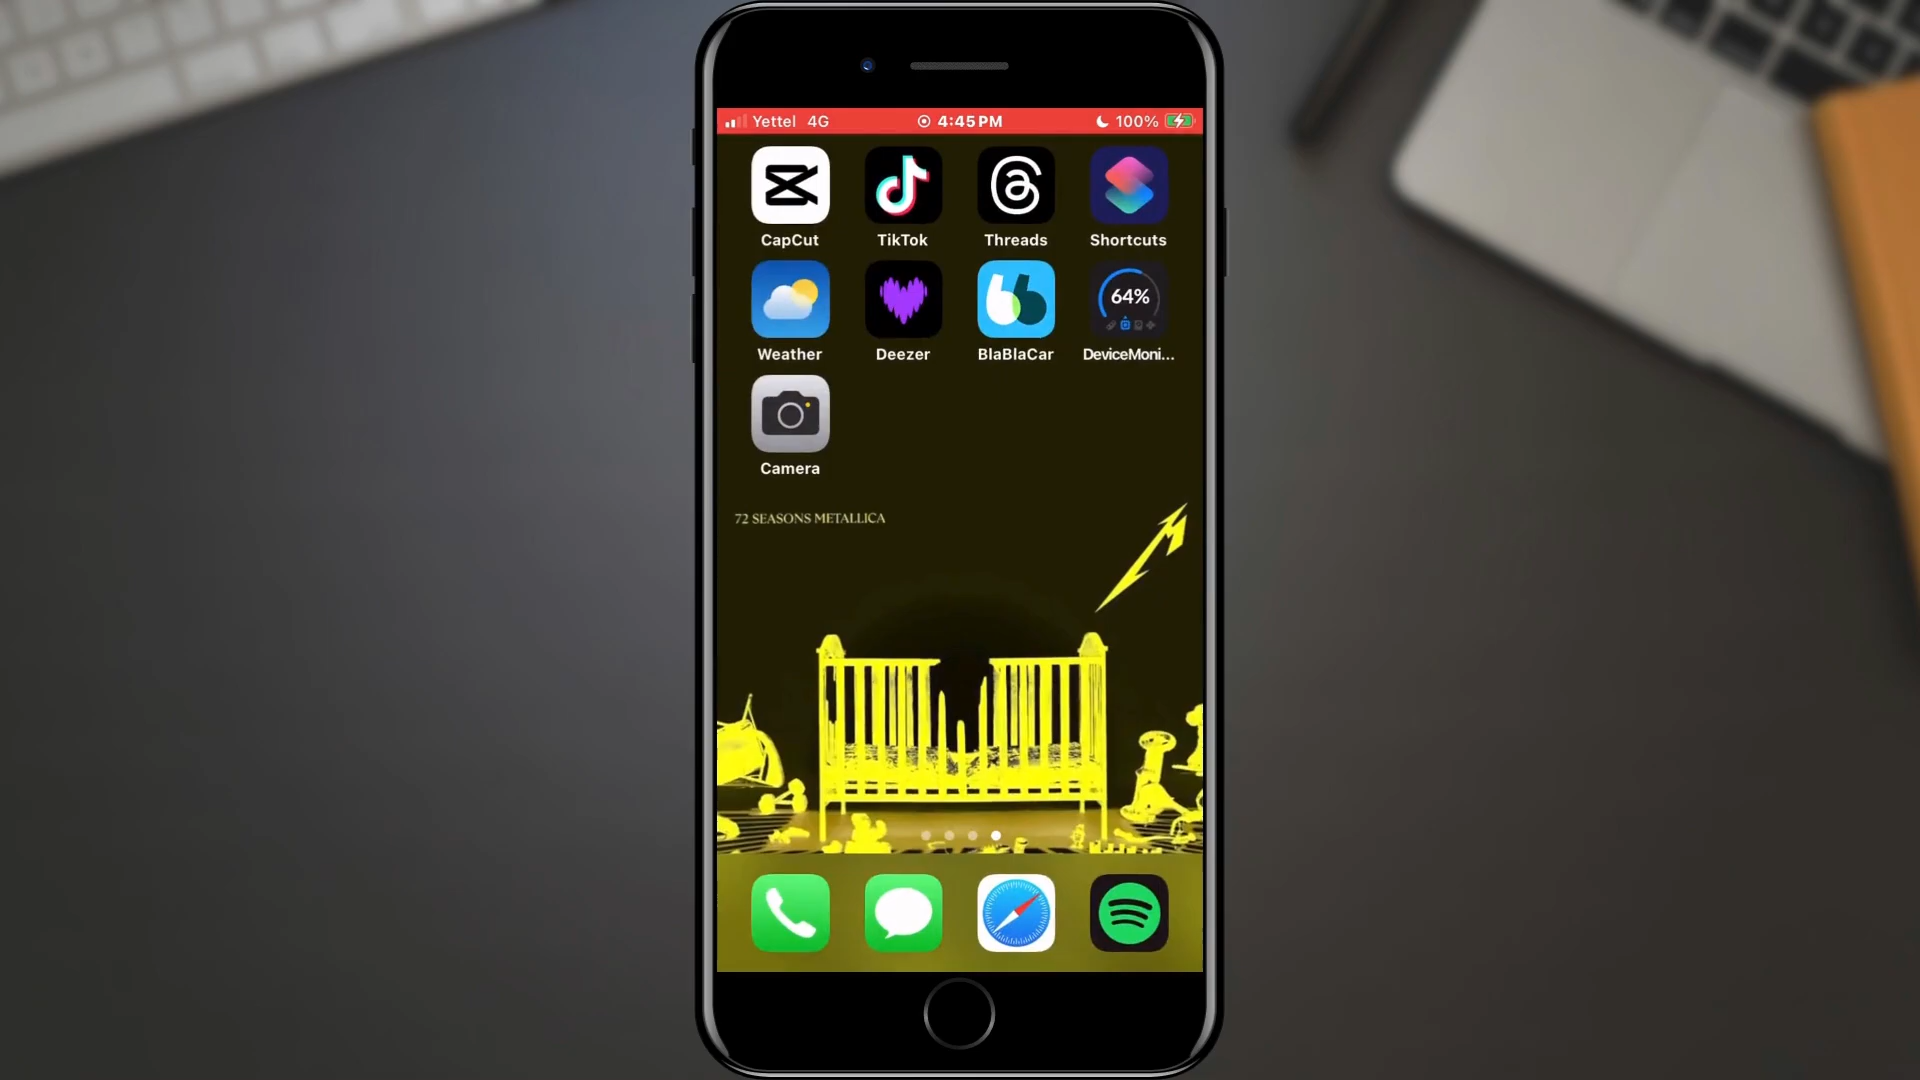 Yettel 4G 4:45 PM 100%
CapCut TikTok Threads Shortcuts
64%
Weather Deezer BlaBlaCar DeviceMoni...
Camera
72 SEASONS METALLICA